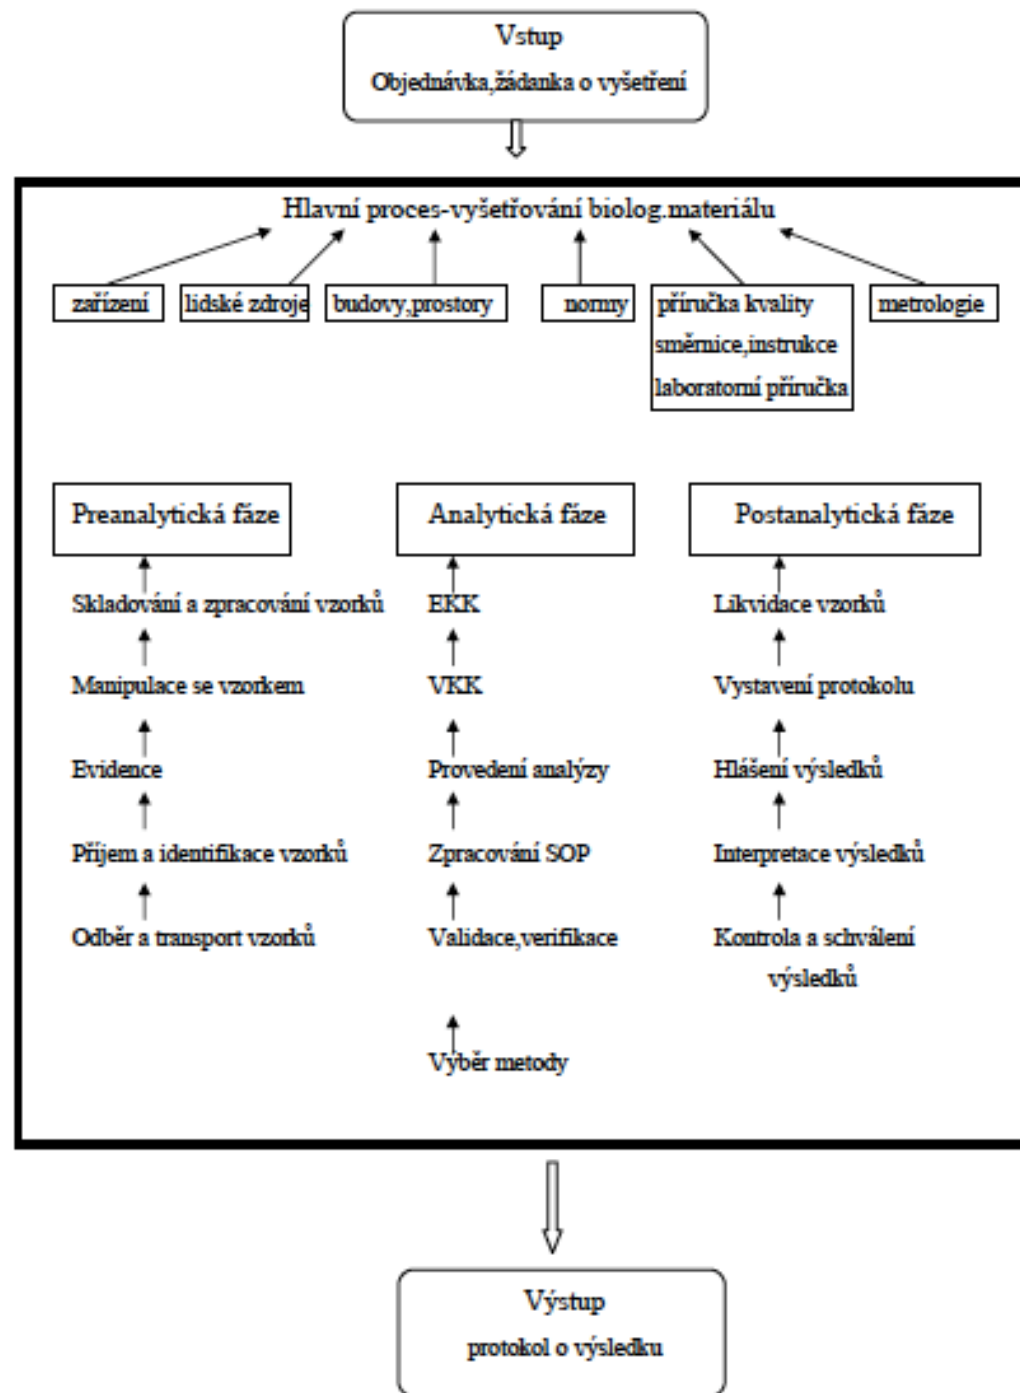 Vstup
Objednávka,žádanka o vyšetření
Hlavní proces-vyšetřování biolog.materiálu
zařízení
lidské zdroje
budovy,prostory
normy
příručka kvality
směrnice,instrukce
laboratorní příručka
metrologie
Preanalytická fáze
Skladování a zpracování vzorků
Manipulace se vzorkem
Evidence
Příjem a identifikace vzorků
Odběr a transport vzorků
Analytická fáze
EKK
VKK
Provedení analýzy
Zpracování SOP
Validace,verifikace
Výběr metody
Postanalytická fáze
Likvidace vzorků
Vystavení protokolu
Hlášení výsledků
Interpretace výsledků
Kontrola a schválení
výsledků
Výstup
protokol o výsledku